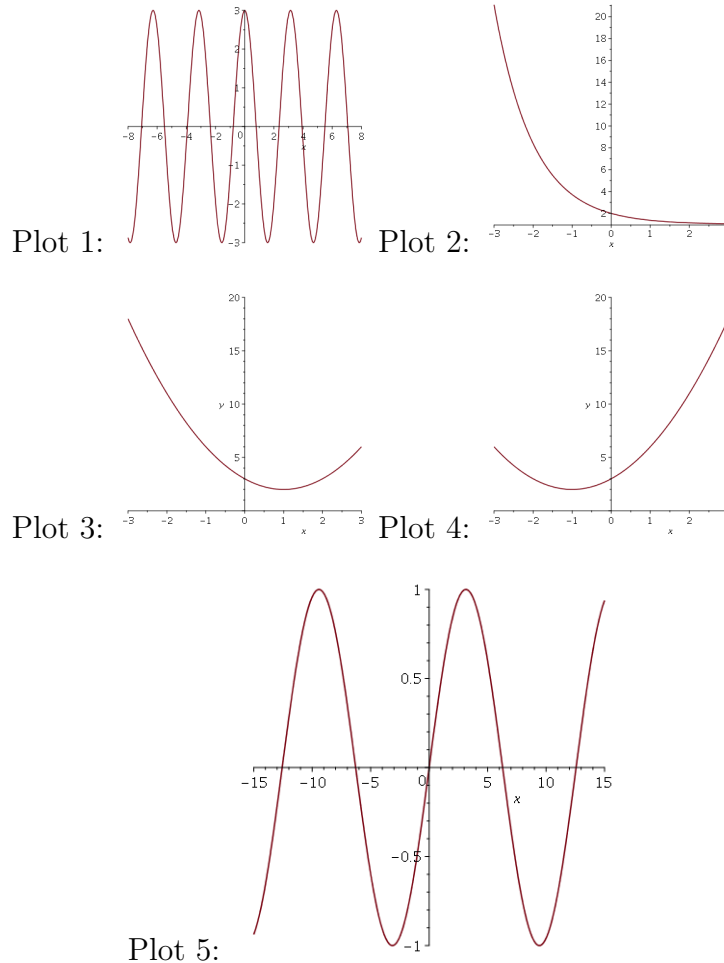 3
2
1
−8 −6 −4 −2 0 2 4 6 8
x
−1
−2
−3
Plot 1:
20
18
16
14
12
10
8
6
4
2
−3 −2 −1 0 1 2
x
Plot 2:
20
15
y 10
5
−3 −2 −1 0 1 2 3
x
Plot 3:
20
15
y 10
5
−3 −2 −1 0 1 2
x
Plot 4:
1
0.5
−15 −10 −5 0 5 10 15
x
−0.5
−1
Plot 5: